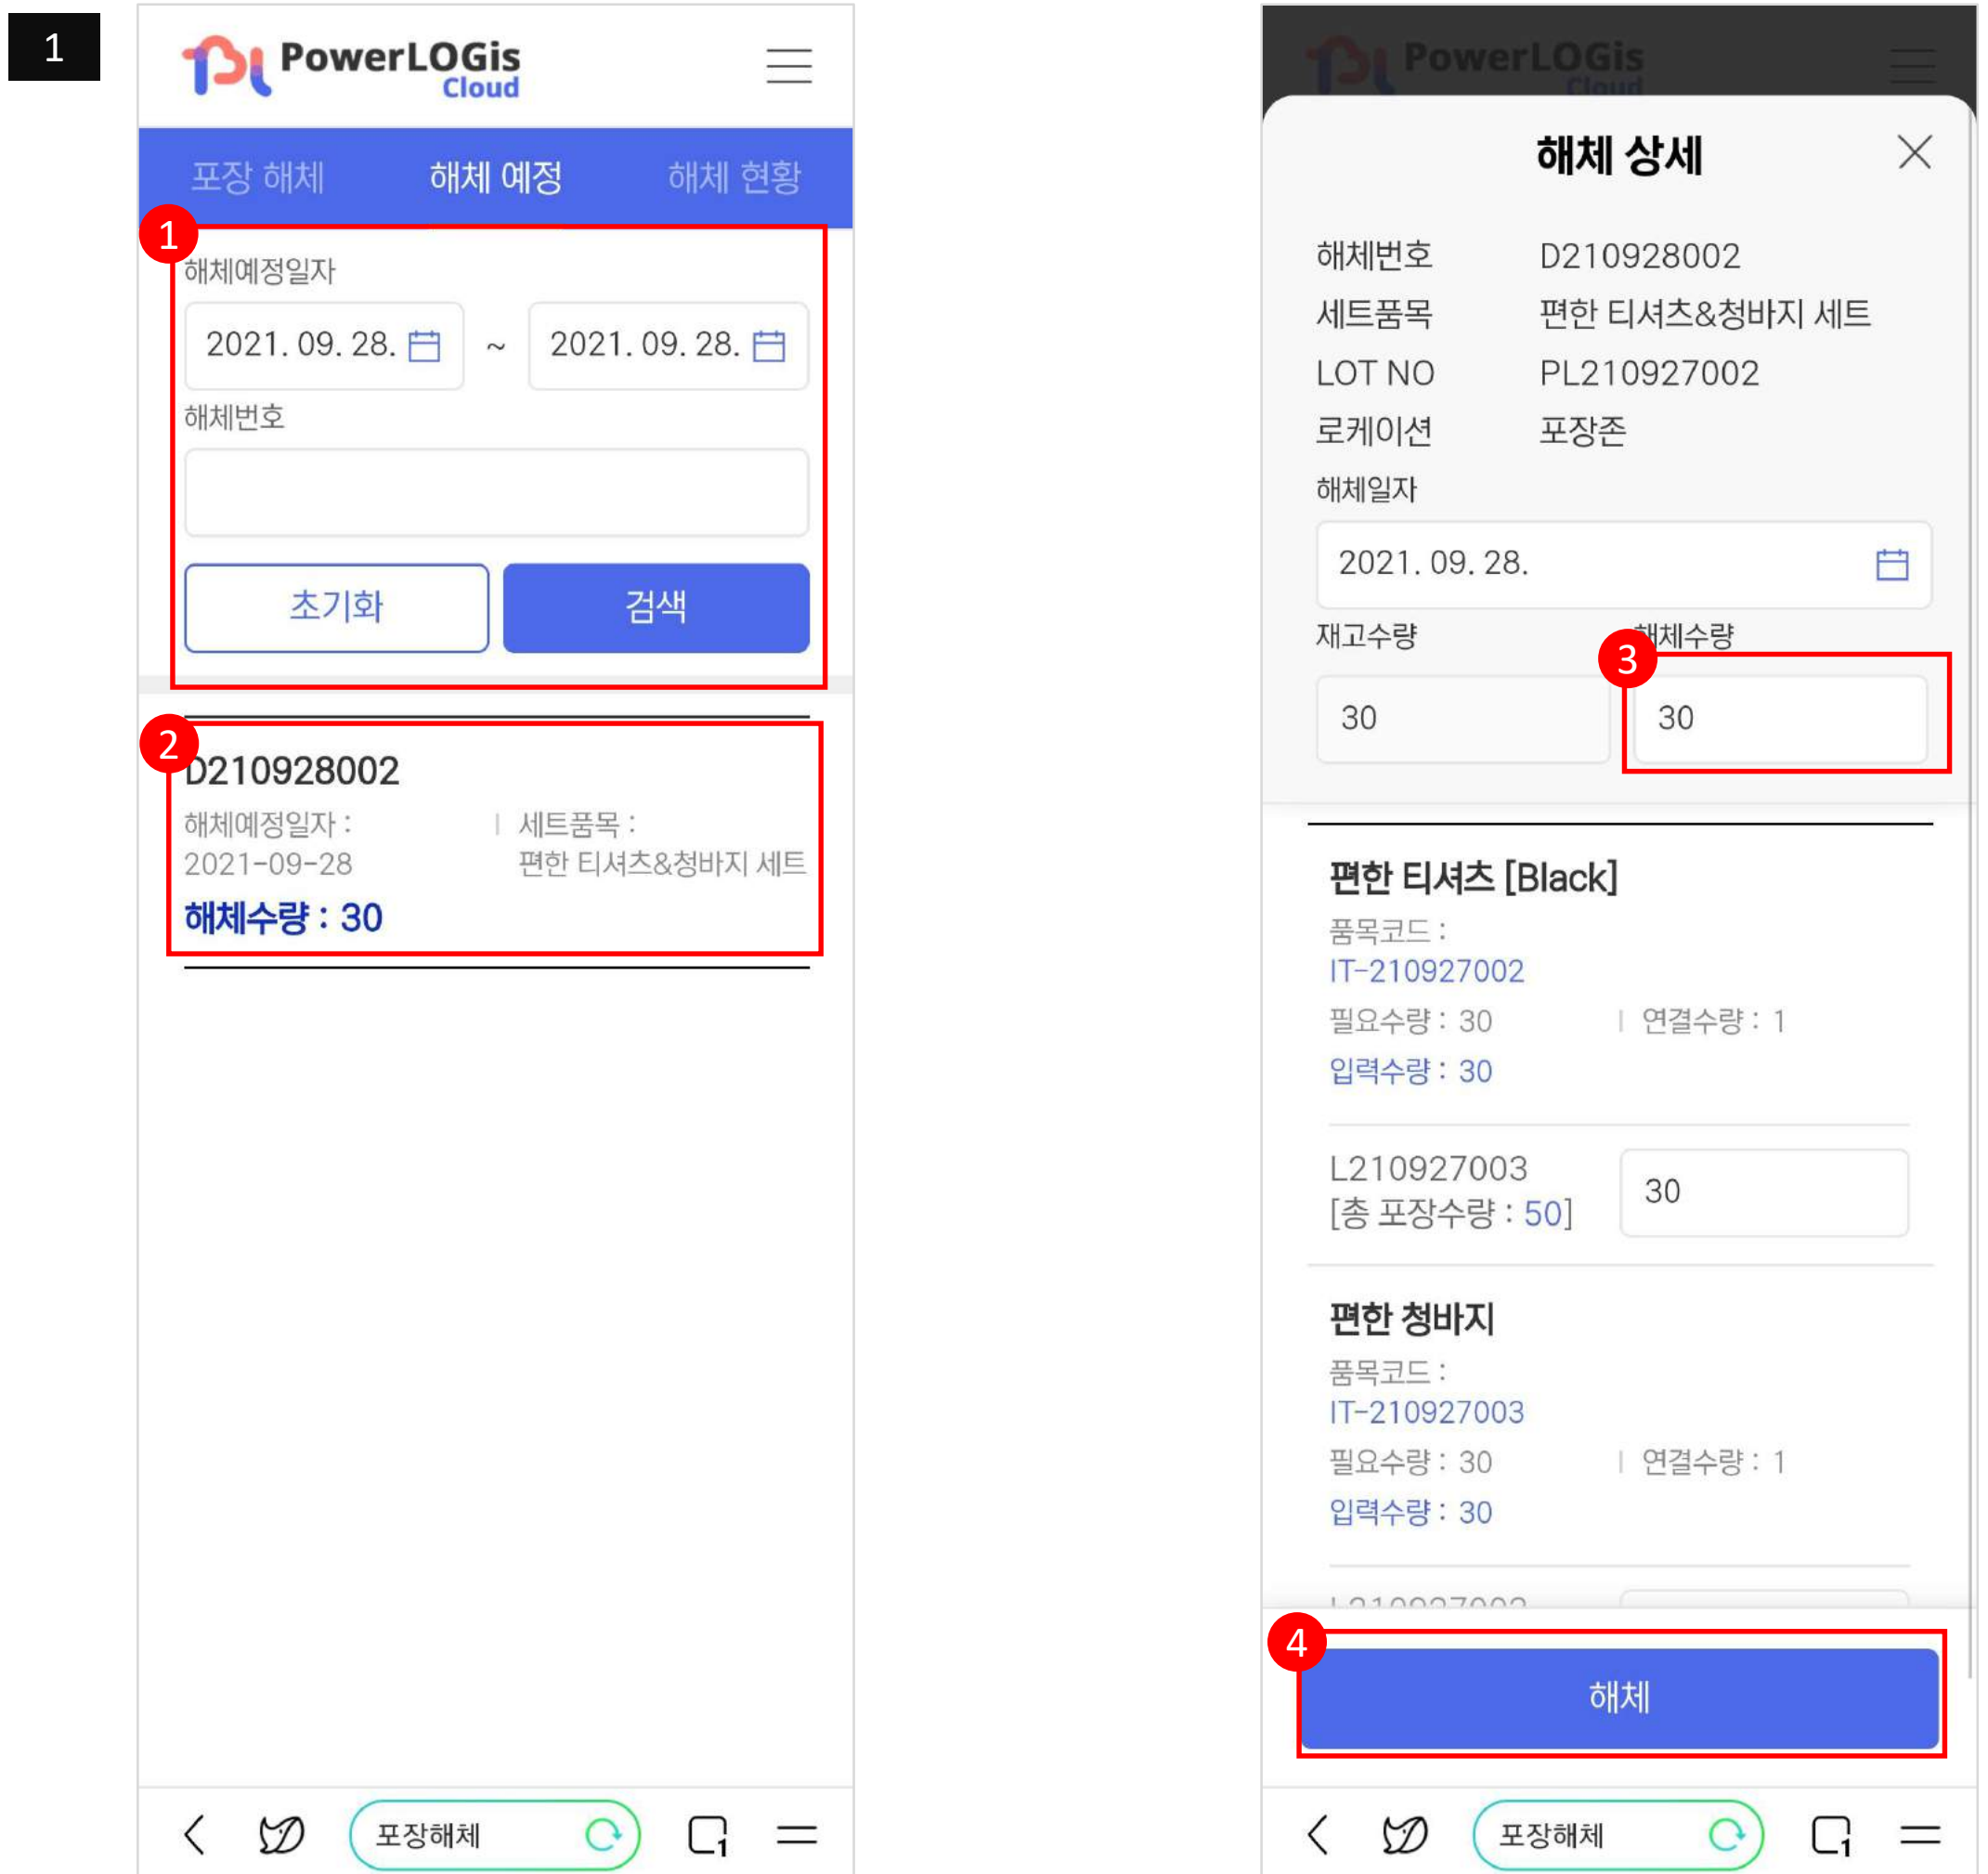 1
PowerLOGis
Cloud
포장 해체 해체 예정 해체 현황
1
해체예정일자
2021. 09. 28. ~ 2021. 09. 28.
해체번호
초기화 검색
2
D210928002
해체예정일자 : | 세트품목 :
2021-09-28 편한 티셔츠&청바지 세트
해체수량 : 30
포장해체
1
PowerLOGis
Cloud
해체 상세
해체번호 D210928002
세트품목 편한 티셔츠&청바지 세트
LOT NO PL210927002
로케이션 포장존
해체일자
2021. 09. 28.
재고수량 해체수량
3
30 30
편한 티셔츠 [Black]
품목코드 :
IT-210927002
필요수량 : 30 | 연결수량 : 1
입력수량 : 30
L210927003
[총 포장수량 : 50] 30
편한 청바지
품목코드 :
IT-210927003
필요수량 : 30 | 연결수량 : 1
입력수량 : 30
4
해체
포장해체
1